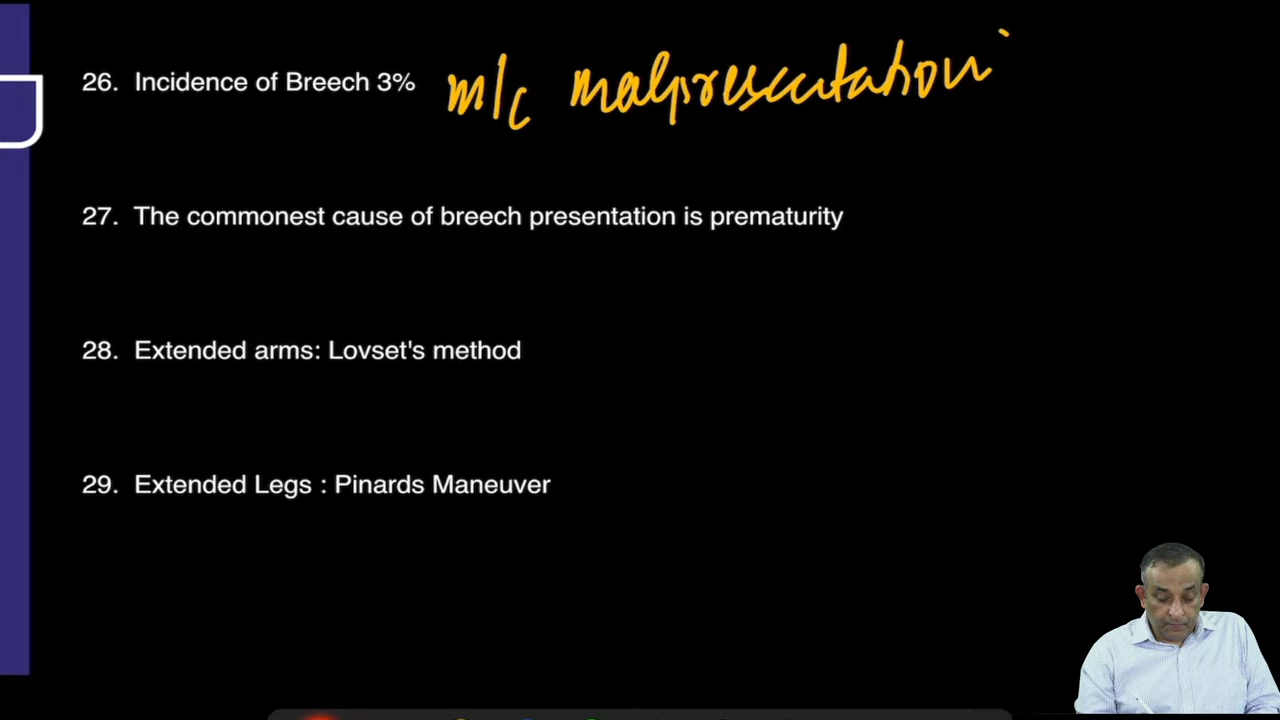 26. Incidence of Breech 3% m/c malpresentation
27. The commonest cause of breech presentation is prematurity
28. Extended arms: Lovset's method
29. Extended Legs : Pinards Maneuver